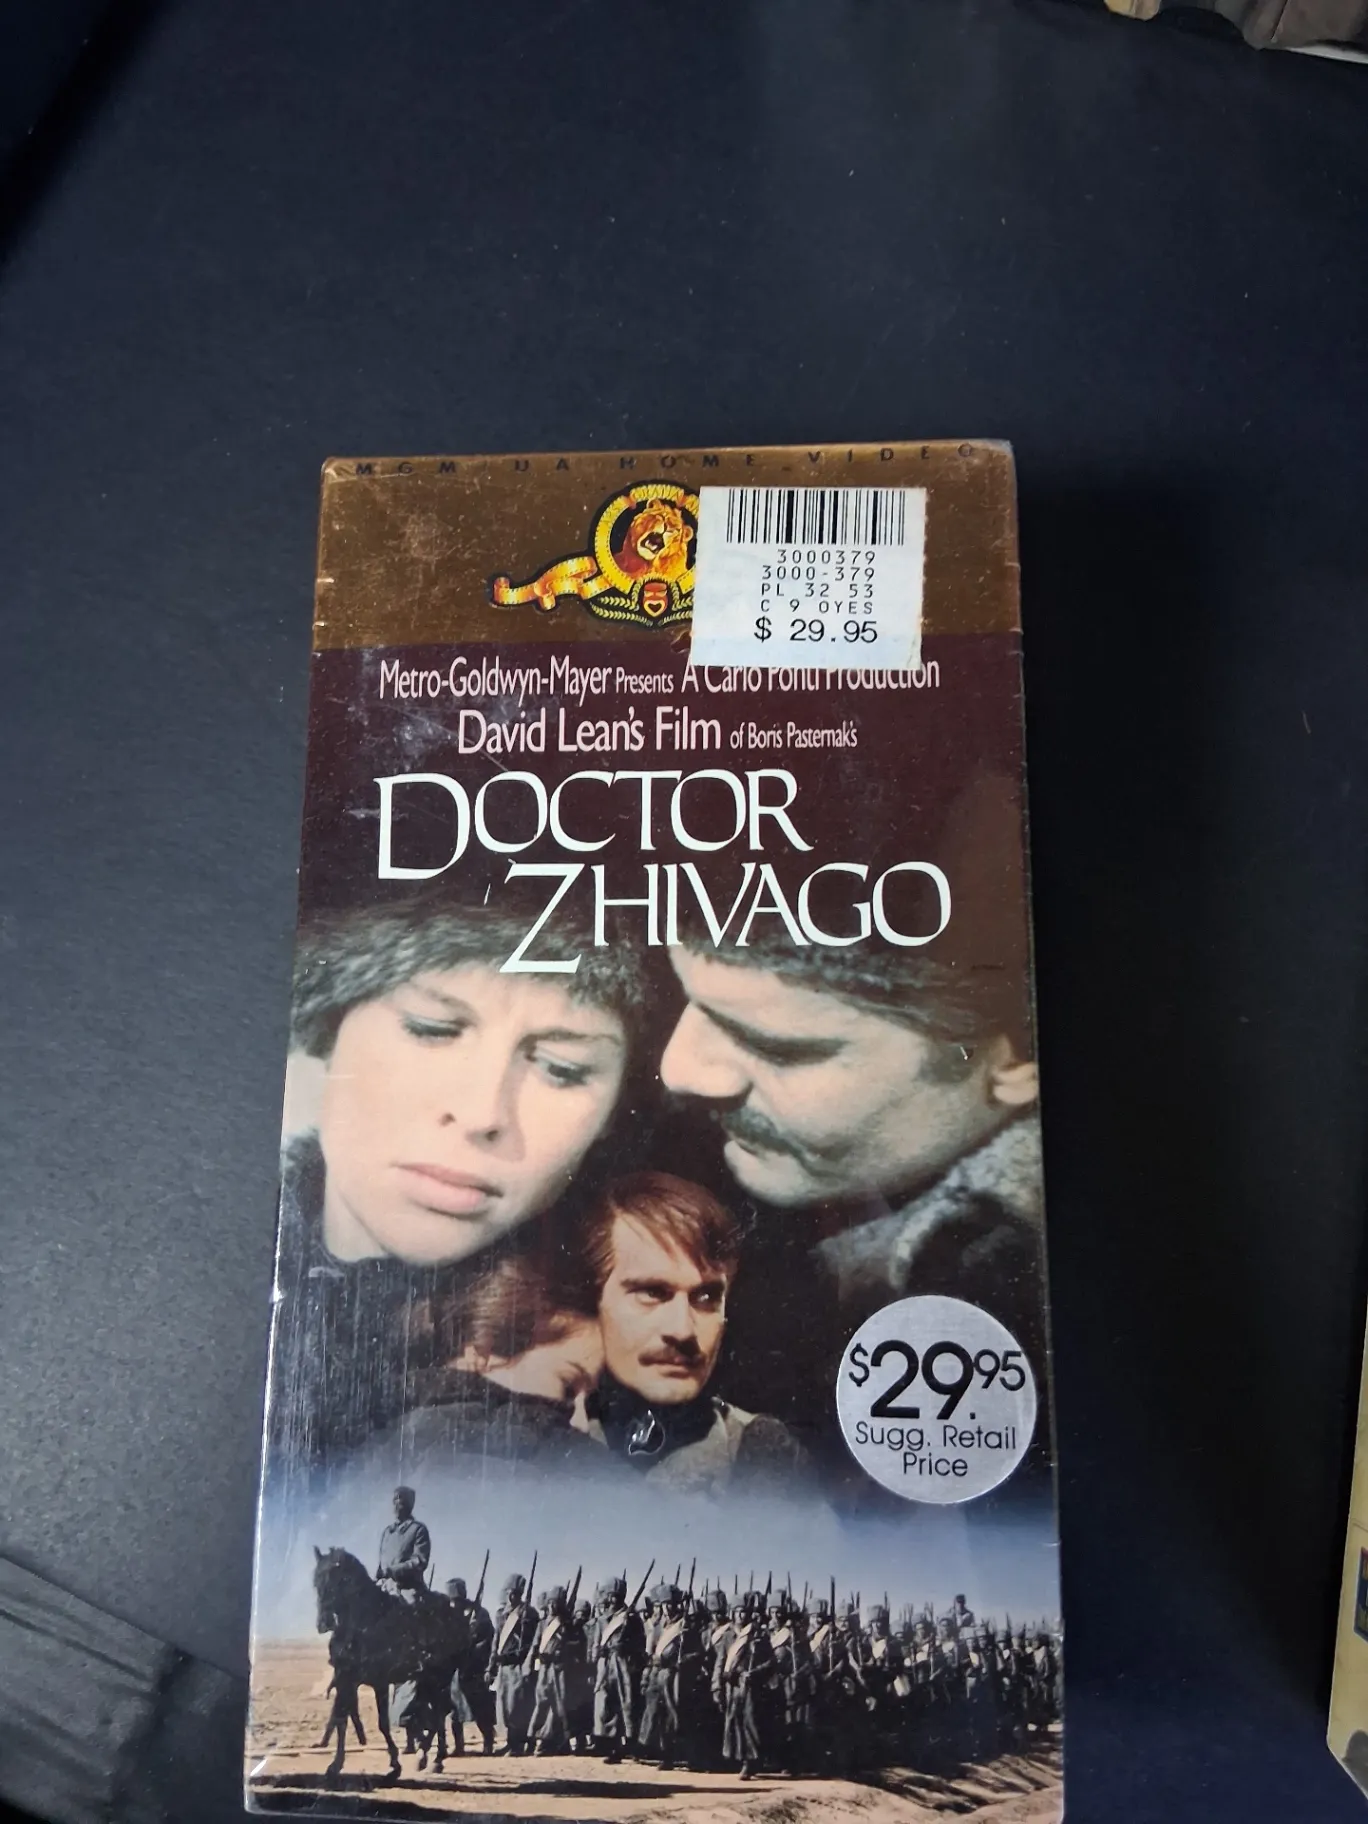 MGM/UA HOME VIDEO
3000379
3000-379
PL 32 53
C 9 OYES
$ 29.95
Metro-Goldwyn-Mayer Presents A Carlo Ponti Production
David Lean's Film of Boris Pasternak's
DOCTOR
ZHIVAGO
$29.95
Sugg. Retail
Price